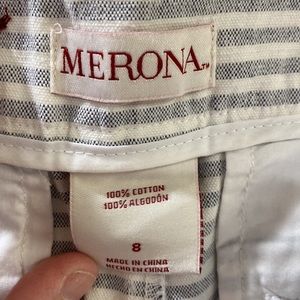 MERONA™
100% COTTON
100% ALGODÓN
8
MADE IN CHINA
HECHO EN CHINA